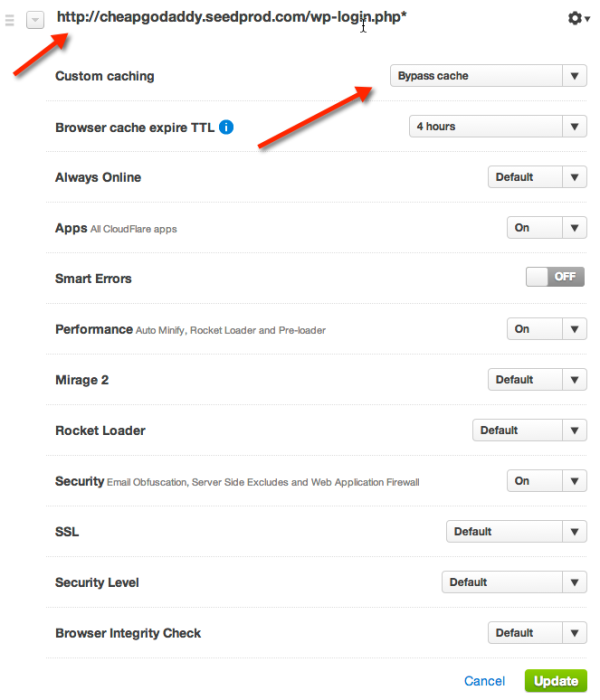 http://cheapgodaddy.seedprod.com/wp-login.php*
Custom caching Bypass cache
Browser cache expire TTL i 4 hours
Always Online Default
Apps All CloudFlare apps On
Smart Errors OFF
Performance Auto Minify, Rocket Loader and Pre-loader On
Mirage 2 Default
Rocket Loader Default
Security Email Obfuscation, Server Side Excludes and Web Application Firewall On
SSL Default
Security Level Default
Browser Integrity Check Default
Cancel Update